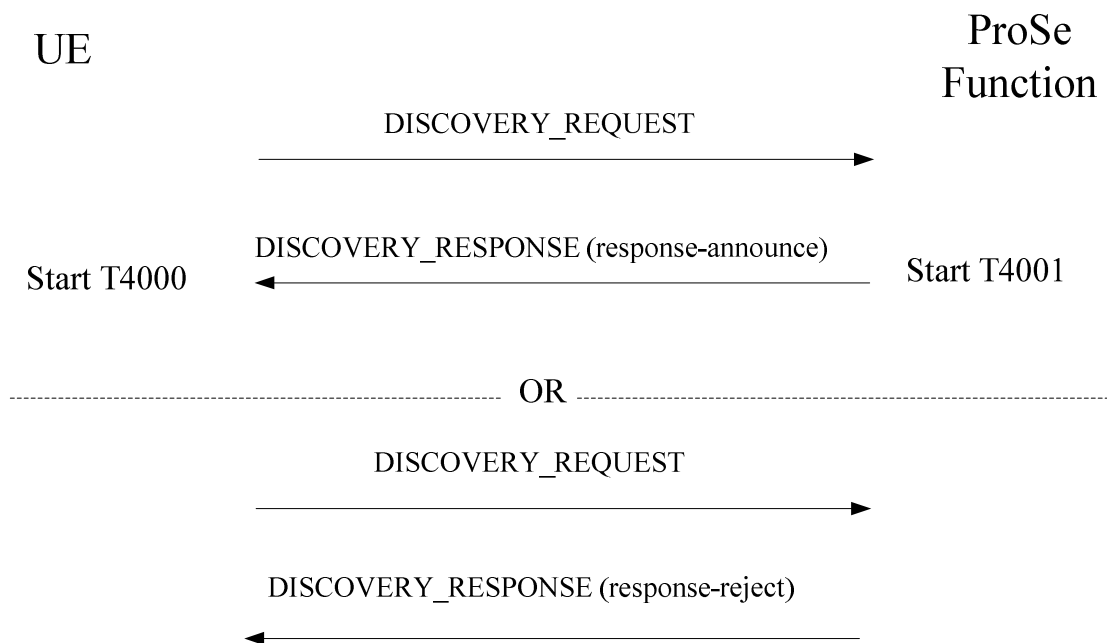 UE
ProSe
Function
DISCOVERY_REQUEST
DISCOVERY_RESPONSE (response-announce)
Start T4000
Start T4001
OR
DISCOVERY_REQUEST
DISCOVERY_RESPONSE (response-reject)